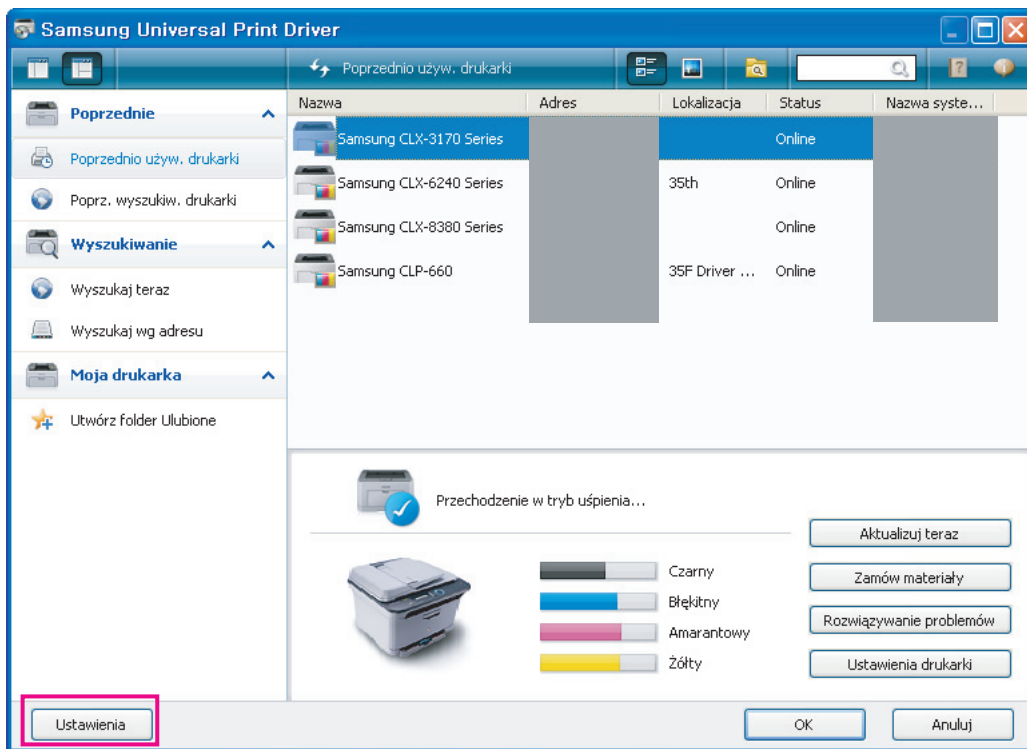 Samsung Universal Print Driver
Poprzednio używ. drukarki
Poprzednie
Poprzednio używ. drukarki
Poprz. wyszukiw. drukarki
Wyszukiwanie
Wyszukaj teraz
Wyszukaj wg adresu
Moja drukarka
Utwórz folder Ulubione
Nazwa Adres Lokalizacja Status Nazwa syste...
Samsung CLX-3170 Series Online
Samsung CLX-6240 Series 35th Online
Samsung CLX-8380 Series Online
Samsung CLP-660 35F Driver ... Online
Przechodzenie w tryb uśpienia...
Czarny
Błękitny
Amarantowy
Żółty
Aktualizuj teraz
Zamów materiały
Rozwiązywanie problemów
Ustawienia drukarki
Ustawienia
OK
Anuluj